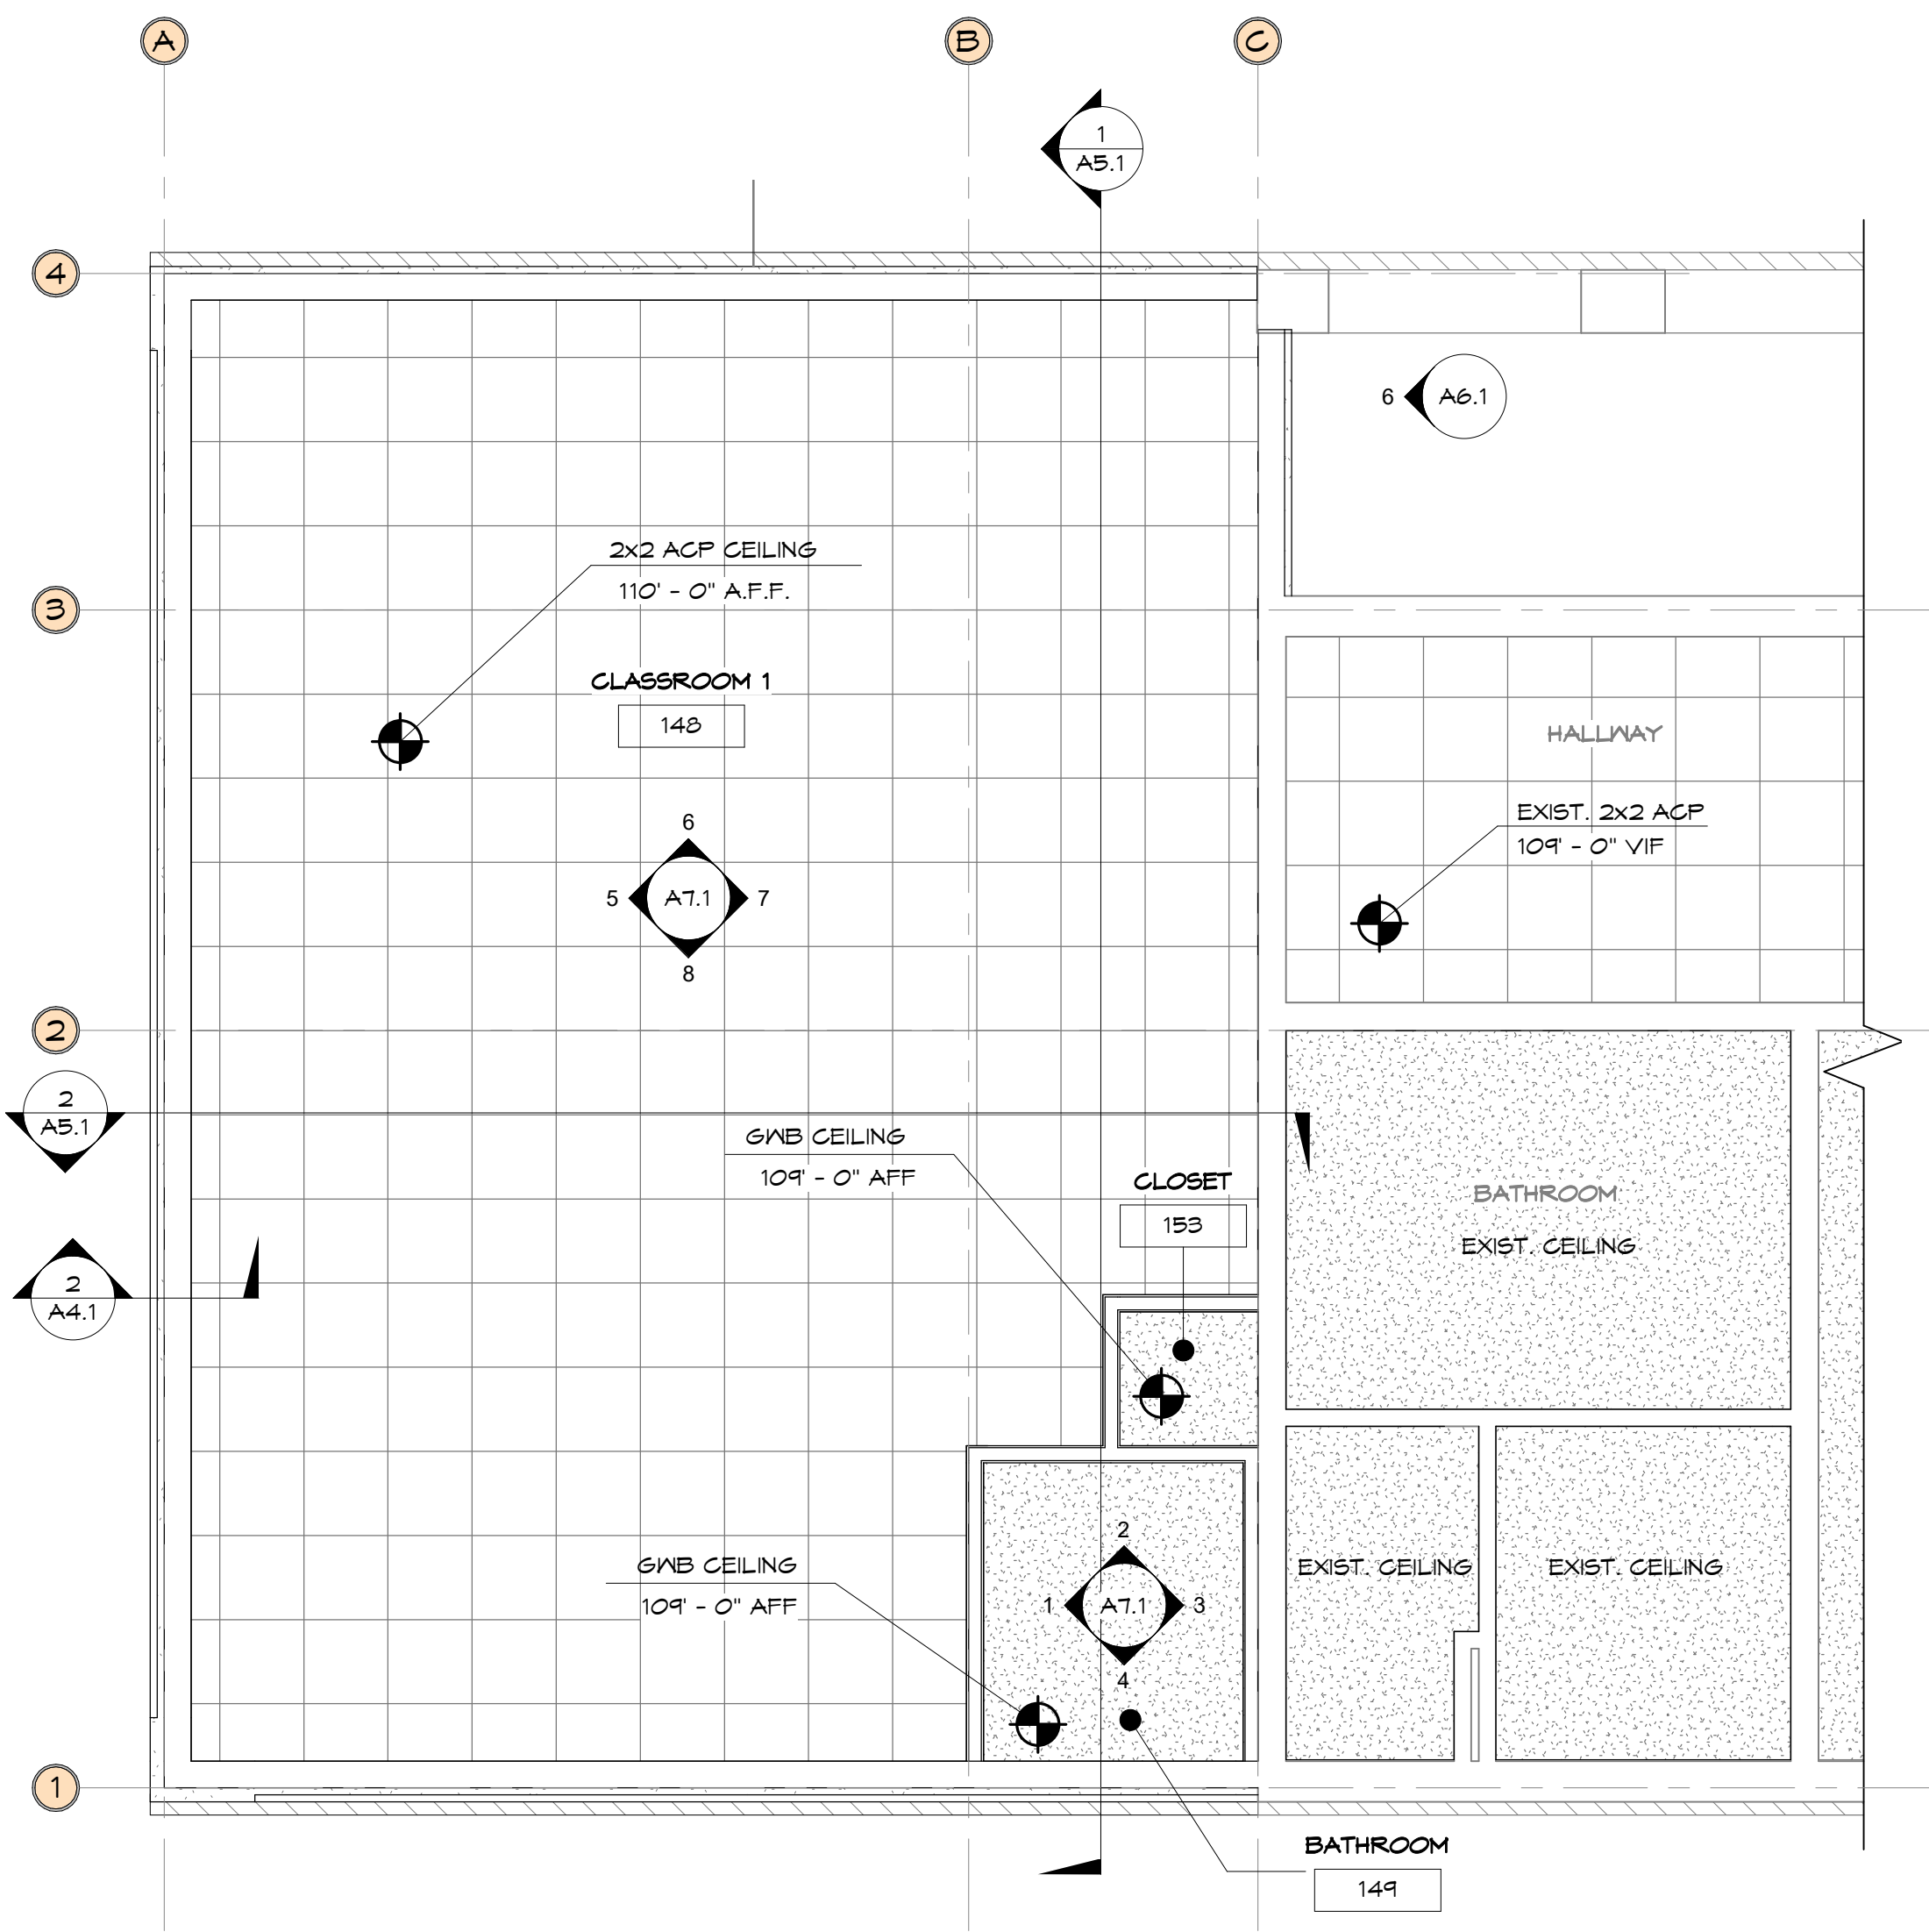 A
B
C
1
A5.1
4
6
A6.1
2x2 ACP CEILING
110' - 0" A.F.F.
3
CLASSROOM 1
148
HALLWAY
EXIST. 2x2 ACP
109' - 0" VIF
6
5
A7.1
7
8
2
2
A5.1
GWB CEILING
109' - 0" AFF
CLOSET
153
BATHROOM
EXIST. CEILING
2
A4.1
2
1
A7.1
3
4
GWB CEILING
109' - 0" AFF
EXIST. CEILING
EXIST. CEILING
1
BATHROOM
149